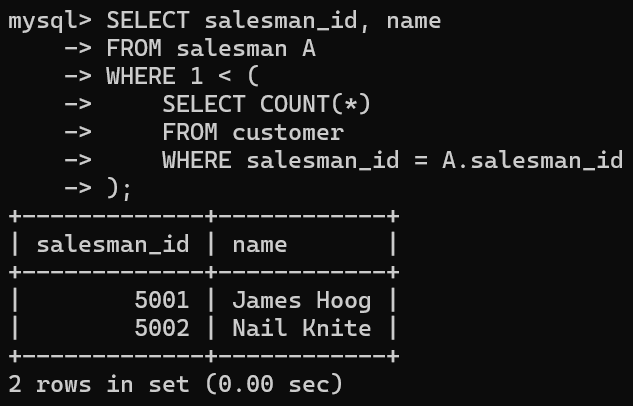 mysql> SELECT salesman_id, name
    -> FROM salesman A
    -> WHERE 1 < (
    ->     SELECT COUNT(*)
    ->     FROM customer
    ->     WHERE salesman_id = A.salesman_id
    -> );
+-------------+------------+
| salesman_id | name       |
+-------------+------------+
|        5001 | James Hoog |
|        5002 | Nail Knite |
+-------------+------------+
2 rows in set (0.00 sec)